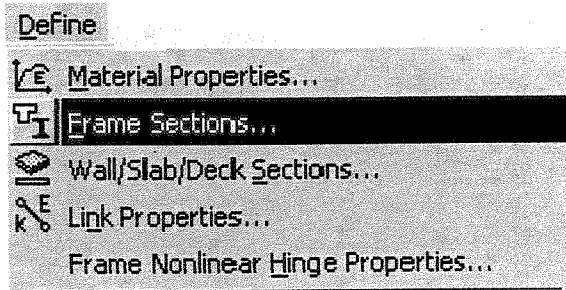 Define
Material Properties...
Frame Sections...
Wall/Slab/Deck Sections...
Link Properties...
Frame Nonlinear Hinge Properties...